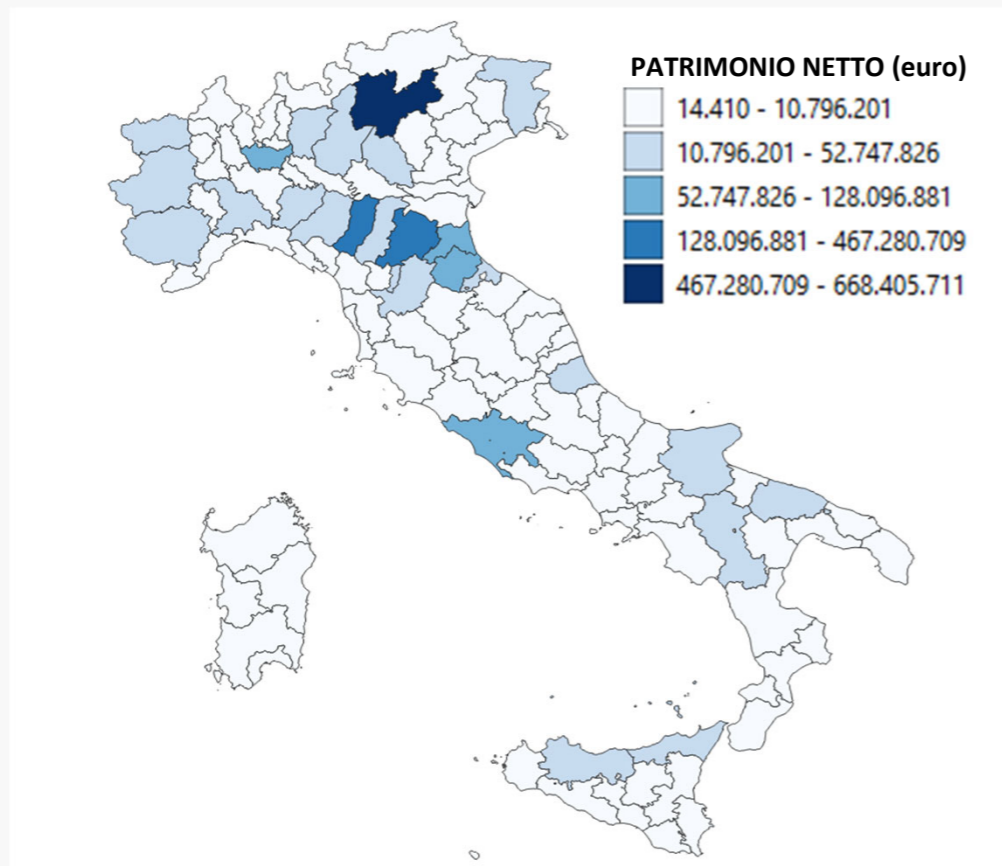 PATRIMONIO NETTO (euro)
14.410 - 10.796.201
10.796.201 - 52.747.826
52.747.826 - 128.096.881
128.096.881 - 467.280.709
467.280.709 - 668.405.711